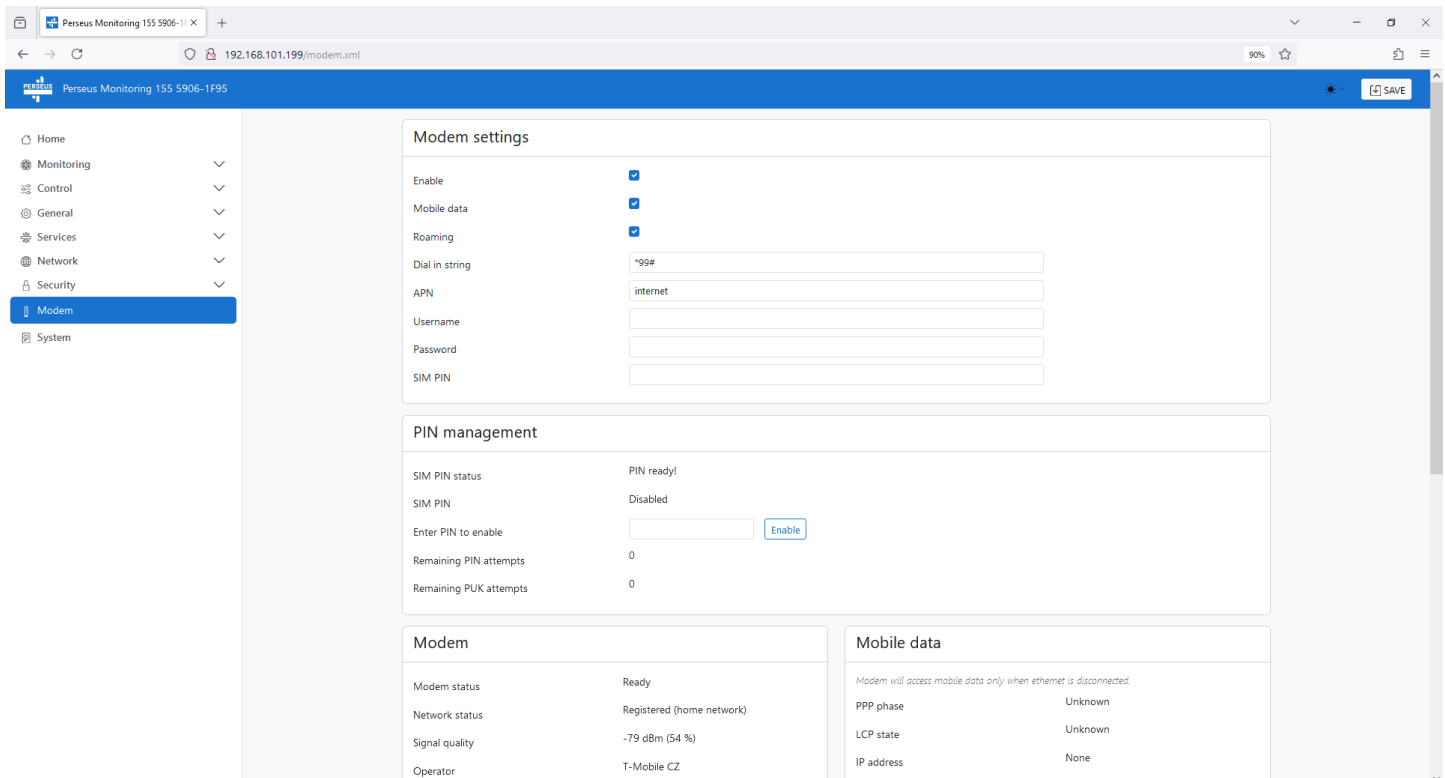 Perseus Monitoring 155 5906-1F
192.168.101.199/modem.xml
90%
PERSEUS
Perseus Monitoring 155 5906-1F95
SAVE
Home
Monitoring
Control
General
Services
Network
Security
Modem
System
Modem settings
Enable
Mobile data
Roaming
Dial in string *99#
APN internet
Username
Password
SIM PIN
PIN management
SIM PIN status PIN ready!
SIM PIN Disabled
Enter PIN to enable Enable
Remaining PIN attempts 0
Remaining PUK attempts 0
Modem
Modem status Ready
Network status Registered (home network)
Signal quality -79 dBm (54 %)
Operator T-Mobile CZ
Mobile data
Modem will access mobile data only when ethernet is disconnected.
PPP phase Unknown
LCP state Unknown
IP address None